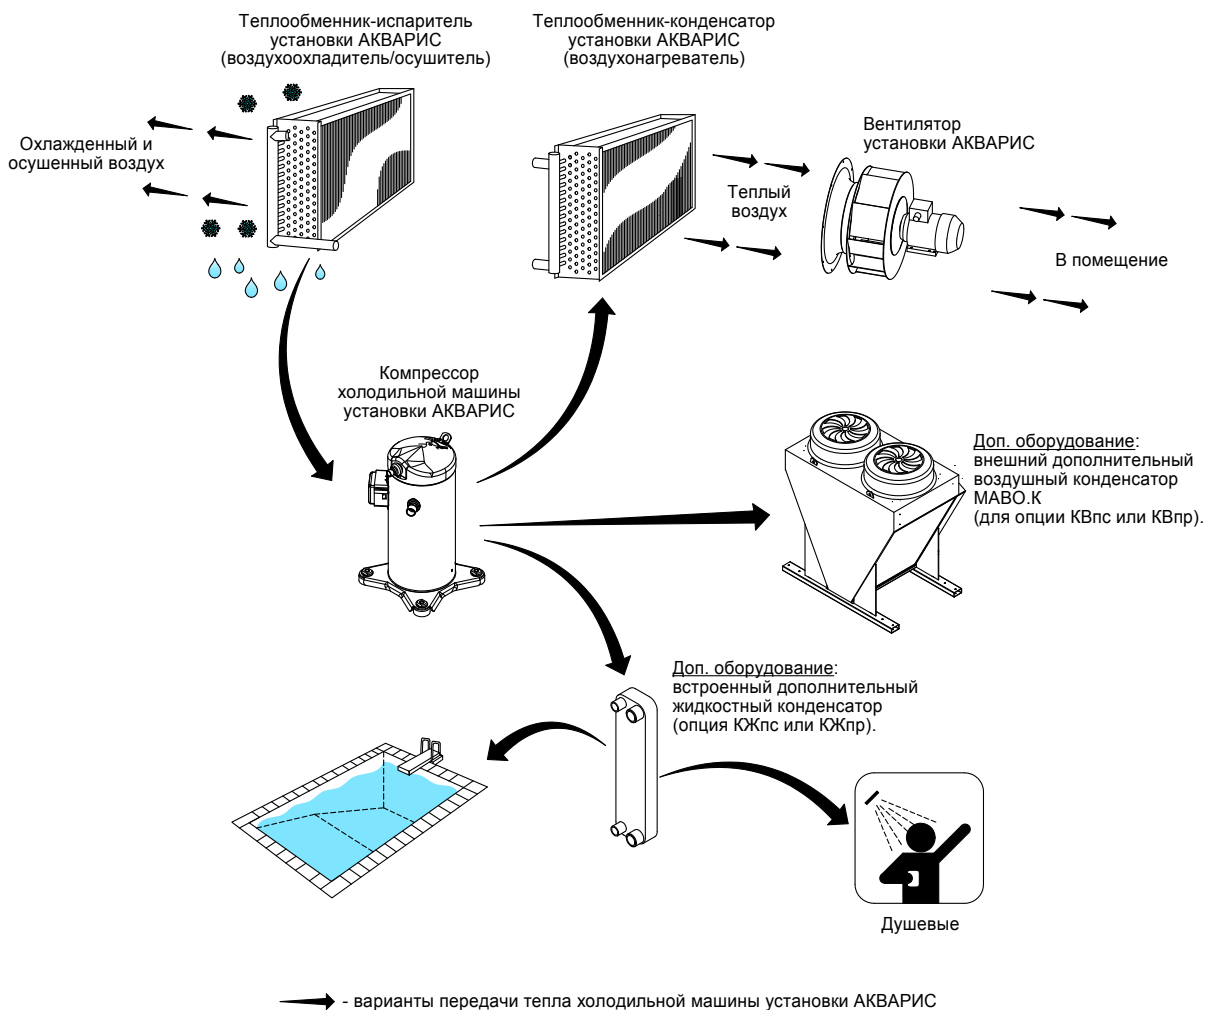 Теплообменник-испаритель
установки АКВАРИС
(воздухоохладитель/осушитель)
Теплообменник-конденсатор
установки АКВАРИС
(воздухонагреватель)
Охлажденный и
осушенный воздух
Вентилятор
установки АКВАРИС
Теплый
воздух
В помещение
Компрессор
холодильной машины
установки АКВАРИС
Доп. оборудование:
внешний дополнительный
воздушный конденсатор
МАВО.К
(для опции КВпс или КВпр).
Доп. оборудование:
встроенный дополнительный
жидкостный конденсатор
(опция КЖпс или КЖпр).
Душевые
- варианты передачи тепла холодильной машины установки АКВАРИС